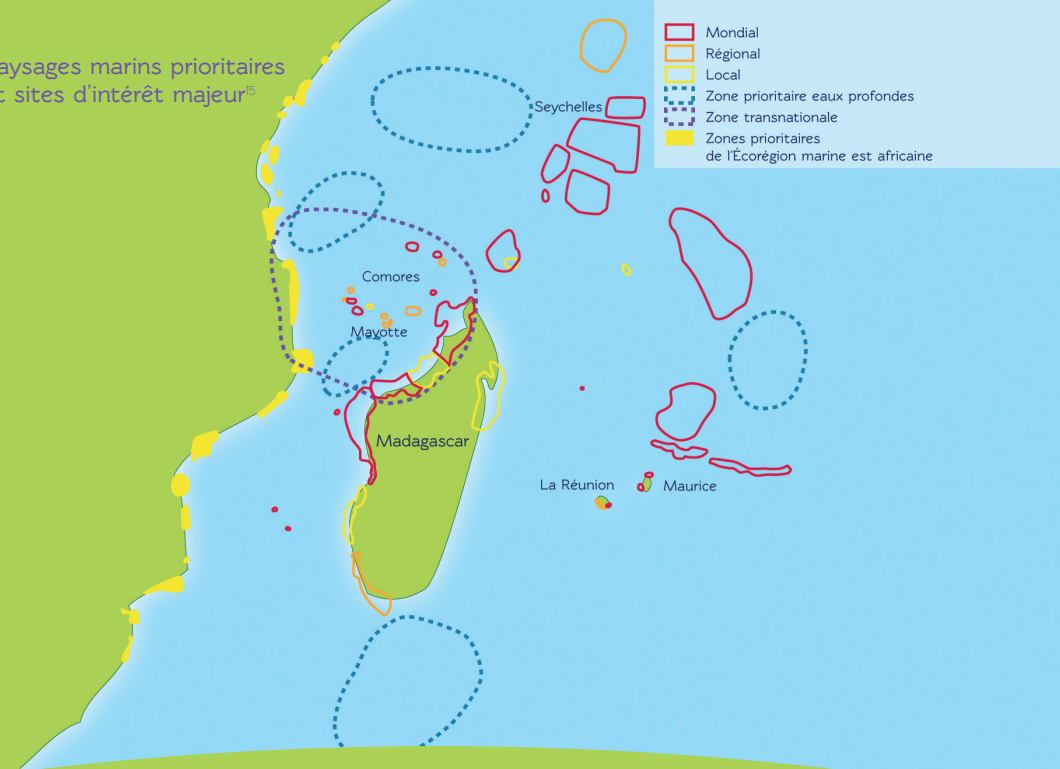 aysages marins prioritaires
t sites d'intérêt majeur15
Mondial
Régional
Local
Zone prioritaire eaux profondes
Zone transnationale
Zones prioritaires
de l'Écorégion marine est africaine
Seychelles
Comores
Mayotte
Madagascar
La Réunion
Maurice